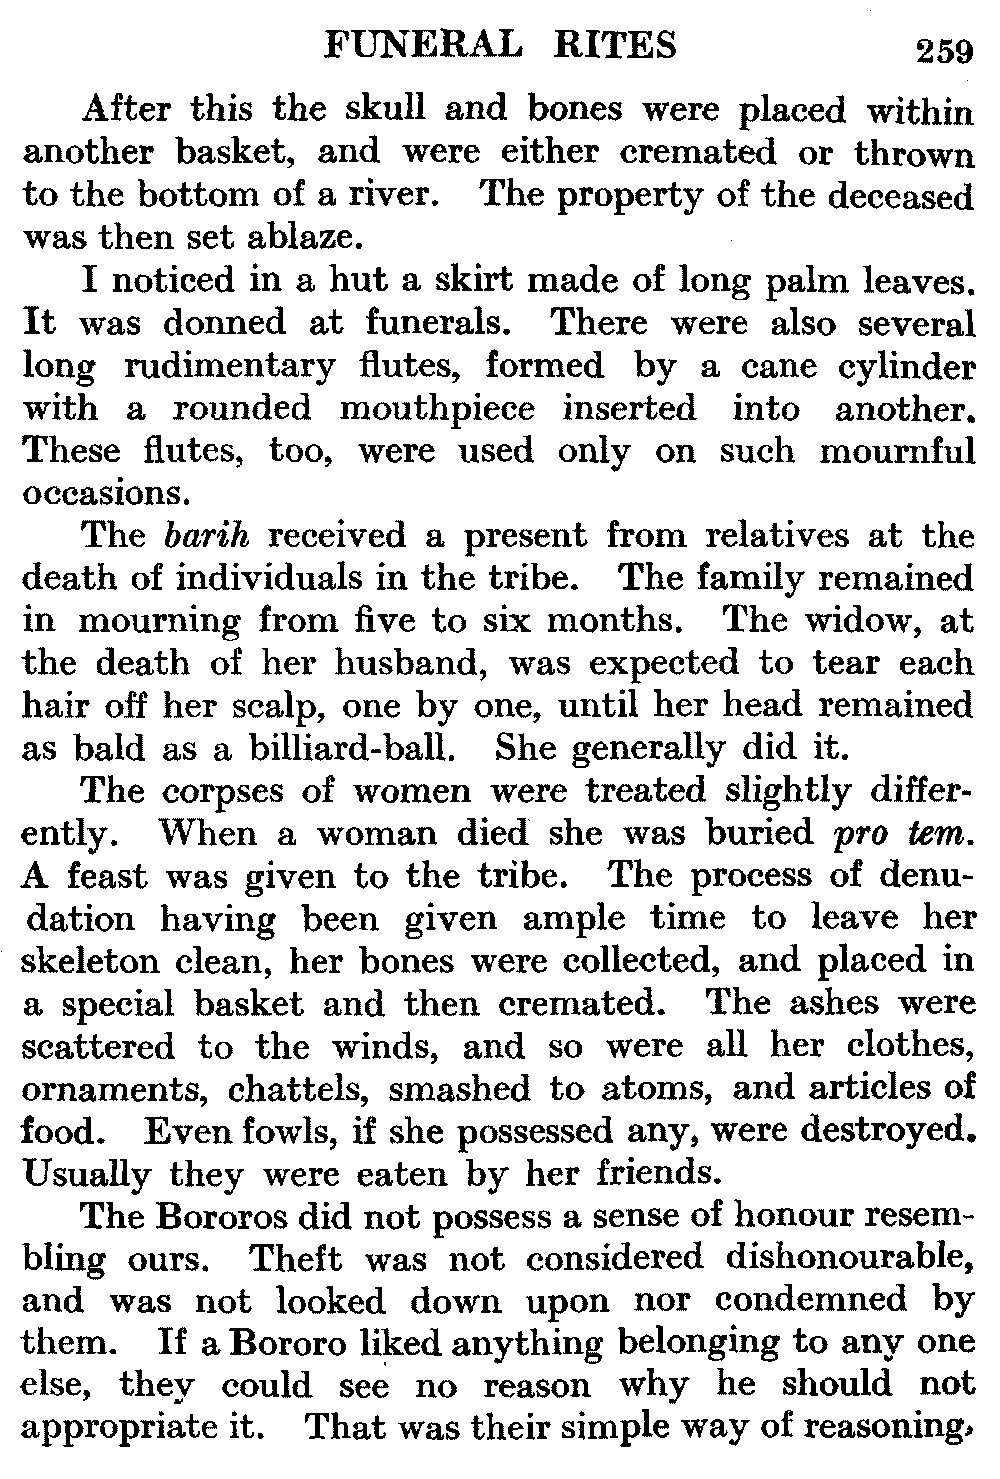 FUNERAL RITES 259
After this the skull and bones were placed within
another basket, and were either cremated or thrown
to the bottom of a river. The property of the deceased
was then set ablaze.
I noticed in a hut a skirt made of long palm leaves.
It was donned at funerals. There were also several
long rudimentary flutes, formed by a cane cylinder
with a rounded mouthpiece inserted into another.
These flutes, too, were used only on such mournful
occasions.
The barih received a present from relatives at the
death of individuals in the tribe. The family remained
in mourning from five to six months. The widow, at
the death of her husband, was expected to tear each
hair off her scalp, one by one, until her head remained
as bald as a billiard-ball. She generally did it.
The corpses of women were treated slightly differ-
ently. When a woman died she was buried pro tem.
A feast was given to the tribe. The process of denu-
dation having been given ample time to leave her
skeleton clean, her bones were collected, and placed in
a special basket and then cremated. The ashes were
scattered to the winds, and so were all her clothes,
ornaments, chattels, smashed to atoms, and articles of
food. Even fowls, if she possessed any, were destroyed.
Usually they were eaten by her friends.
The Bororos did not possess a sense of honour resem-
bling ours. Theft was not considered dishonourable,
and was not looked down upon nor condemned by
them. If a Bororo liked anything belonging to any one
else, they could see no reason why he should not
appropriate it. That was their simple way of reasoning,